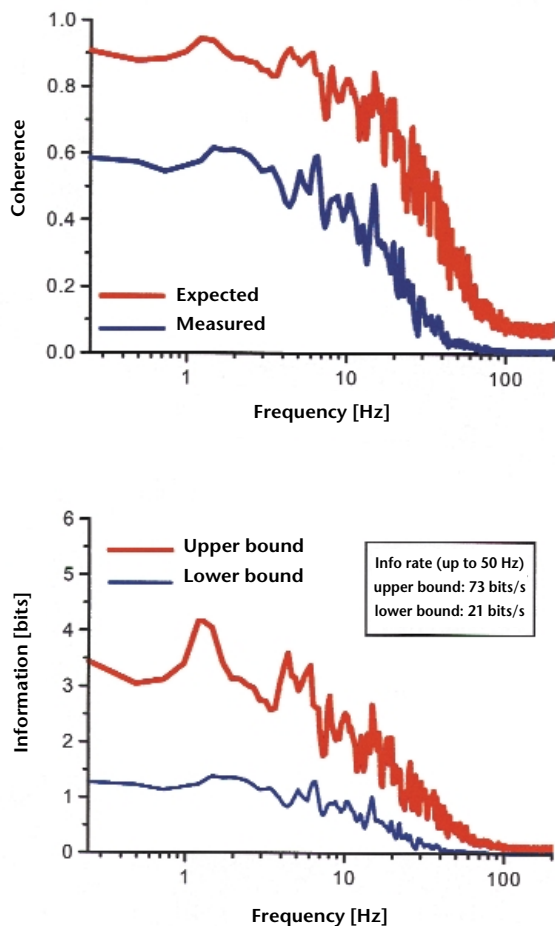 1.0
0.8
0.6
0.4
0.2
0.0
Coherence
Expected
Measured
1
10
100
Frequency [Hz]
6
5
4
3
2
1
0
Information [bits]
Upper bound
Lower bound
Info rate (up to 50 Hz)
upper bound: 73 bits/s
lower bound: 21 bits/s
1
10
100
Frequency [Hz]